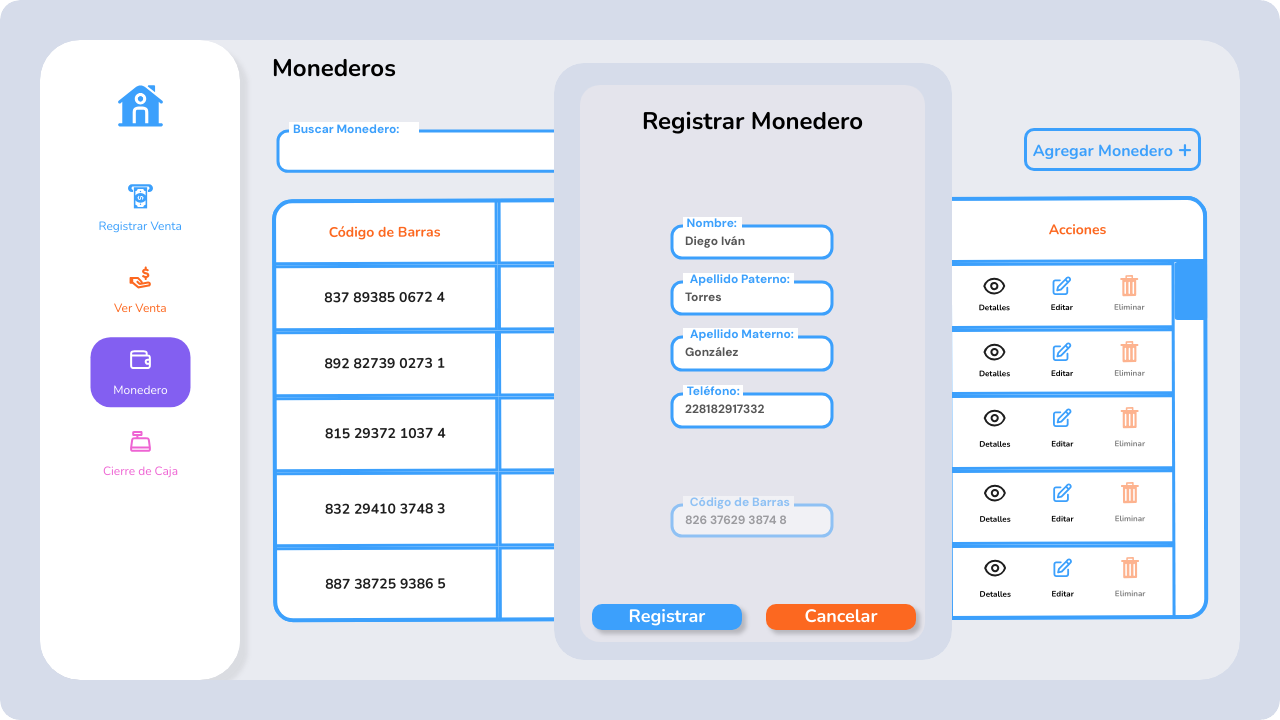 Monederos
Registrar Venta
Ver Venta
Monedero
Cierre de Caja
Buscar Monedero:
Agregar Monedero +
Código de Barras
Acciones
837 89385 0672 4
Detalles Editar Eliminar
892 82739 0273 1
Detalles Editar Eliminar
815 29372 1037 4
Detalles Editar Eliminar
832 29410 3748 3
Detalles Editar Eliminar
887 38725 9386 5
Detalles Editar Eliminar
Registrar Monedero
Nombre:
Diego Iván
Apellido Paterno:
Torres
Apellido Materno:
González
Teléfono:
228182917332
Código de Barras
826 37629 3874 8
Registrar
Cancelar